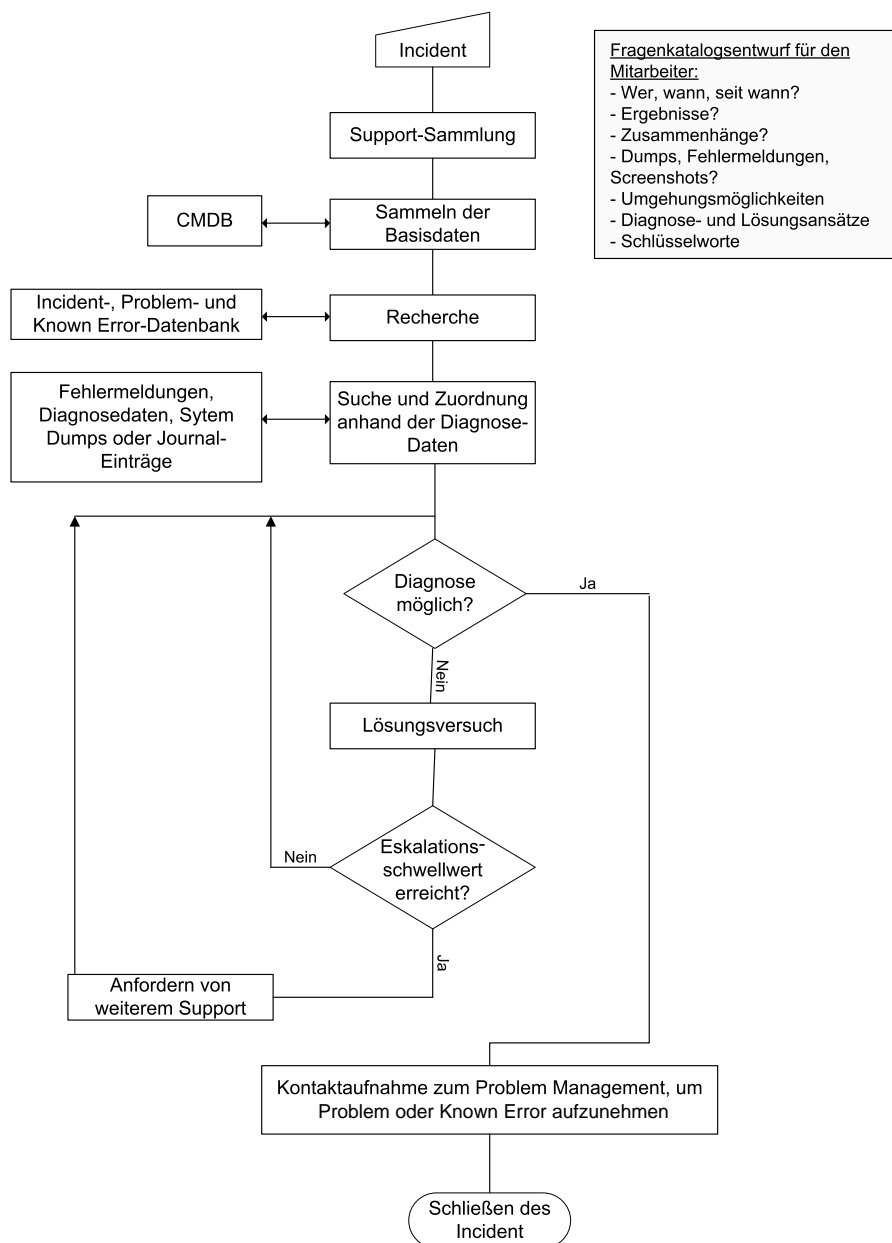 Incident
Fragenkatalogsentwurf für den
Mitarbeiter:
- Wer, wann, seit wann?
- Ergebnisse?
- Zusammenhänge?
- Dumps, Fehlermeldungen,
Screenshots?
- Umgehungsmöglichkeiten
- Diagnose- und Lösungsansätze
- Schlüsselworte
Support-Sammlung
CMDB
Sammeln der
Basisdaten
Incident-, Problem- und
Known Error-Datenbank
Recherche
Fehlermeldungen,
Diagnosedaten, Sytem
Dumps oder Journal-
Einträge
Suche und Zuordnung
anhand der Diagnose-
Daten
Diagnose
möglich?
Ja
Nein
Lösungsversuch
Eskalations-
schwellwert
erreicht?
Nein
Ja
Anfordern von
weiterem Support
Kontaktaufnahme zum Problem Management, um
Problem oder Known Error aufzunehmen
Schließen des
Incident